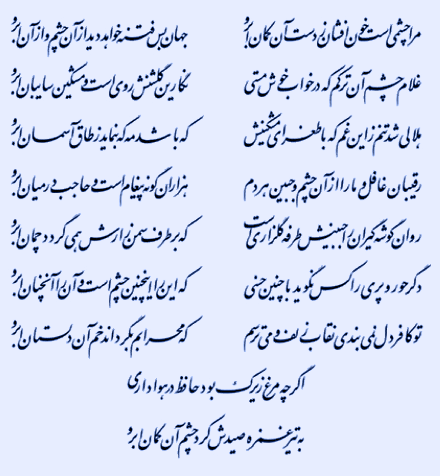 مرا چشمی است خون افشان ز دست آن کمان ابرو جهان بس فتنه خواهد دید از آن چشم و از آن ابرو
غلام چشم آن ترکم که در خواب خوش مستی نگارین گلشنش روی است و مشکین سایبان ابرو
هلالی شد تنم زاین غم که با طغرای مشکینش که باشد مه که بنماید ز طاق آسمان ابرو
رقیبان غافل و ما را از آن چشم و جبین هر دم هزاران گونه پیغام است و حاجب در میان ابرو
روان گوشه گیران را جبینش طرفه گلزاری است که بر طرف سمن زارش همی گردد چمان ابرو
دگر حور و پری را کس نگوید با چنین حسنی که این را این چنین چشم است و آن را آن چنان ابرو
تو کافر دل نمی بندی نقاب زلف و می ترسم که محرابم بگرداند خم آن دلستان ابرو
اگر چه مرغ زیرک بود حافظ در هواداری
به تیر غمزه صیدش کرد چشم آن کمان ابرو